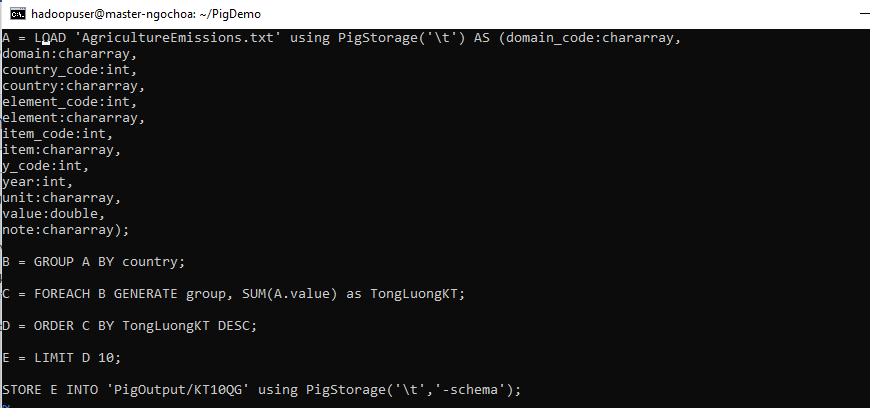 hadoopuser@master-ngochoa: ~/PigDemo
A = LOAD 'AgricultureEmissions.txt' using PigStorage('\t') AS (domain_code:chararray,
domain:chararray,
country_code:int,
country:chararray,
element_code:int,
element:chararray,
item_code:int,
item:chararray,
y_code:int,
year:int,
unit:chararray,
value:double,
note:chararray);
B = GROUP A BY country;
C = FOREACH B GENERATE group, SUM(A.value) as TongLuongKT;
D = ORDER C BY TongLuongKT DESC;
E = LIMIT D 10;
STORE E INTO 'PigOutput/KT10QG' using PigStorage('\t','-schema');
~